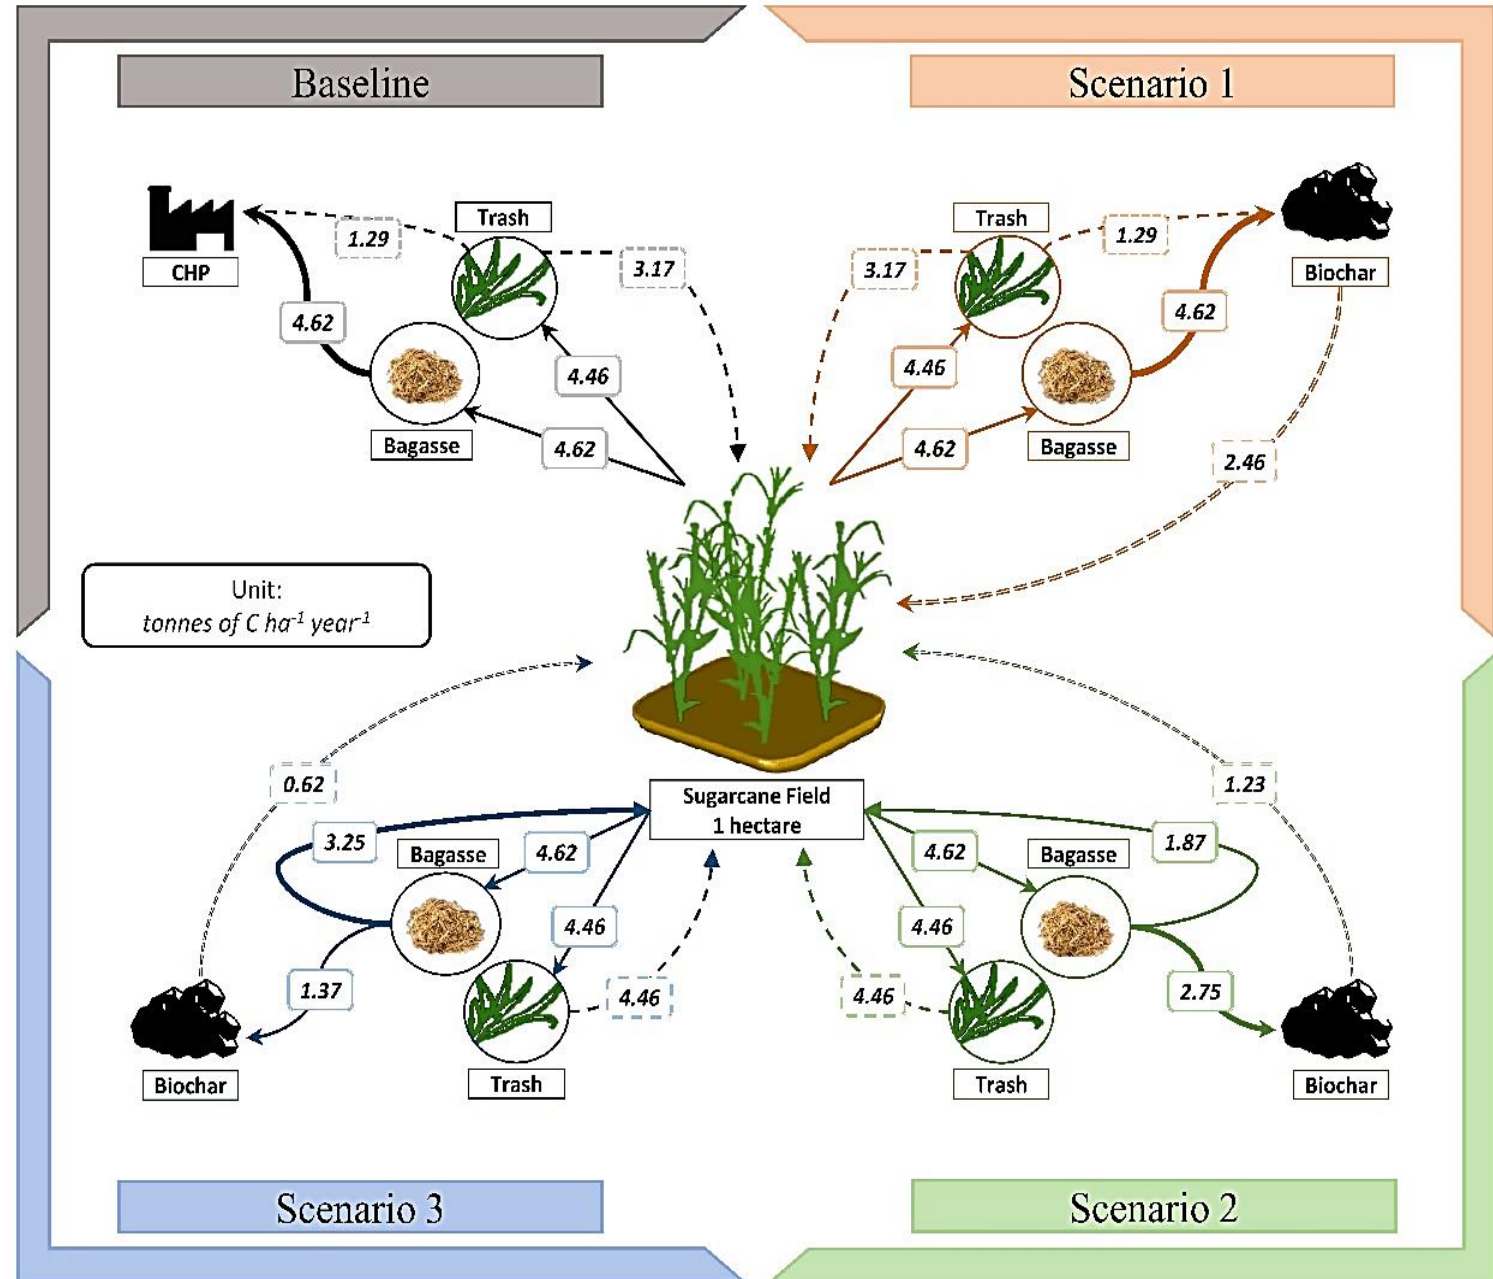 Baseline
Scenario 1
Trash
1.29
3.17
CHP
4.62
4.46
Bagasse
4.62
Trash
3.17
1.29
Biochar
4.62
4.46
4.62
Bagasse
2.46
Unit:
tonnes of C ha⁻¹ year⁻¹
0.62
1.23
Sugarcane Field
1 hectare
3.25
Bagasse
4.62
4.46
1.37
4.46
Biochar
Trash
4.62
Bagasse
1.87
4.46
4.46
2.75
Trash
Biochar
Scenario 3
Scenario 2